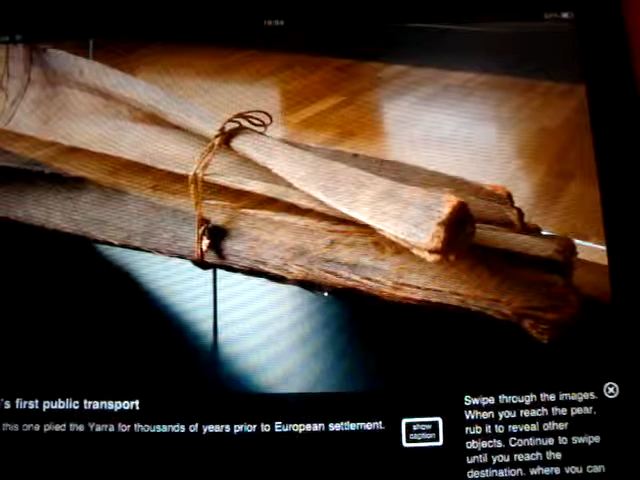 's first public transport
this one plied the Yarra for thousands of years prior to European settlement.
show
caption
Swipe through the images.
When you reach the pear,
rub it to reveal other
objects. Continue to swipe
until you reach the
destination. where you can